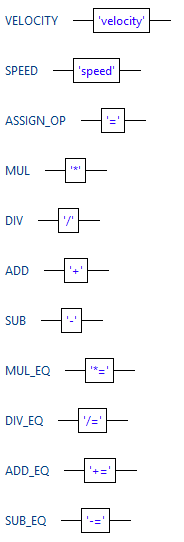 VELOCITY 'velocity'
SPEED 'speed'
ASSIGN_OP '='
MUL '*'
DIV '/'
ADD '+'
SUB '-'
MUL_EQ '*='
DIV_EQ '/='
ADD_EQ '+='
SUB_EQ '-='